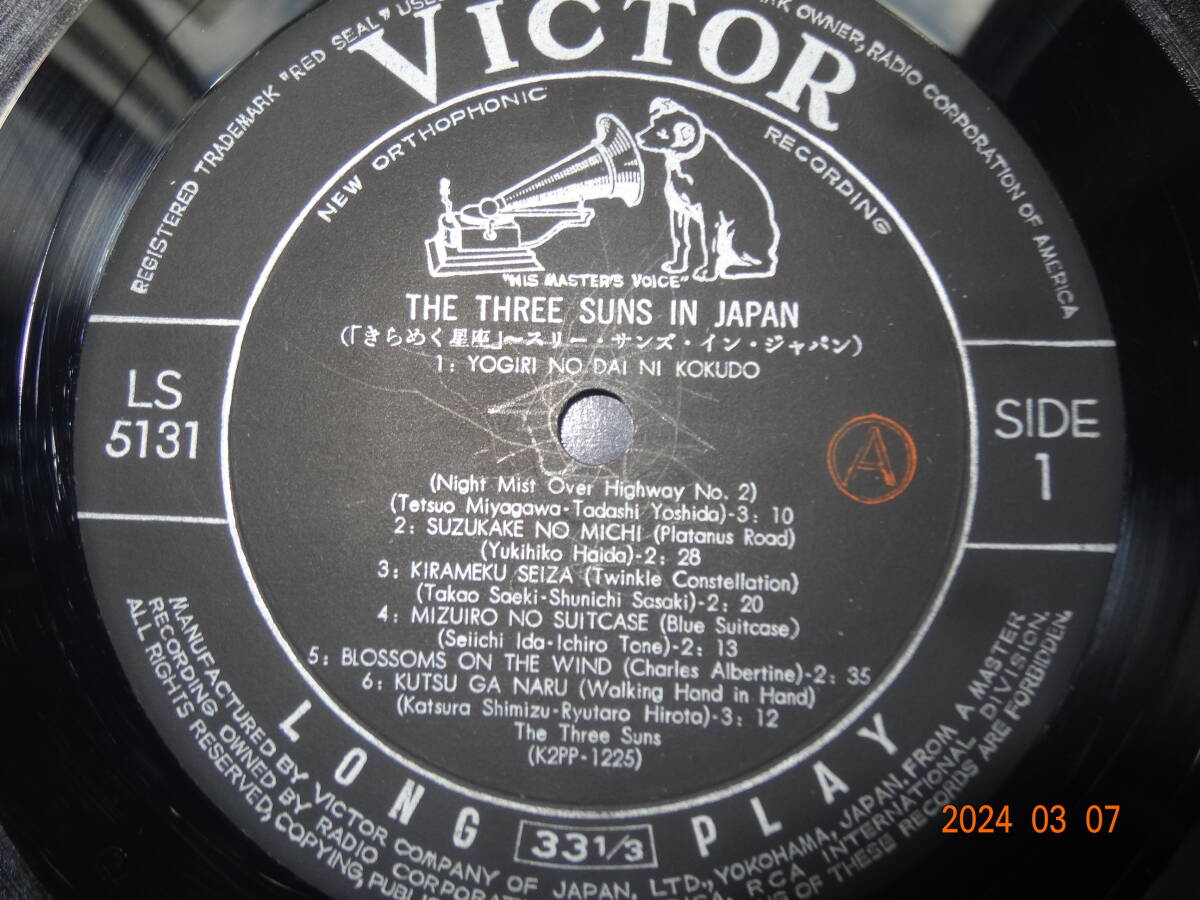 REGISTERED TRADEMARK "RED SEAL" USE
MARK OWNER, RADIO CORPORATION OF AMERICA
VICTOR
NEW ORTHOPHONIC RECORDING
"HIS MASTER'S VOICE"
THE THREE SUNS IN JAPAN
(「きらめく星座」~スリー・サンズ・イン・ジャパン)
1: YOGIRI NO DAI NI KOKUDO
LS
5131
SIDE
1
A
(Night Mist Over Highway No. 2)
(Tetsuo Miyagawa-Tadashi Yoshida)-3: 10
2: SUZUKAKE NO MICHI (Platanus Road)
(Yukihiko Haida)-2: 28
3: KIRAMEKU SEIZA (Twinkle Constellation)
(Takao Saeki-Shunichi Sasaki)-2: 20
4: MIZUIRO NO SUITCASE (Blue Suitcase)
(Seiichi Ida-Ichiro Tone)-2: 13
5: BLOSSOMS ON THE WIND (Charles Albertine)-2: 35
6: KUTSU GA NARU (Walking Hand in Hand)
(Katsura Shimizu-Ryutaro Hirota)-3: 12
The Three Suns
(K2PP-1225)
LONG PLAY
33 1/3
MANUFACTURED BY VICTOR COMPANY OF JAPAN, LTD., YOKOHAMA, JAPAN. FROM A MASTER
RECORDING OWNED BY RADIO CORPORA RCA INTERNATIONAL DIVISION.
ALL RIGHTS RESERVED, COPYING, PUBLI OF THESE RECORDS ARE FORBIDDEN.
2024 03 07